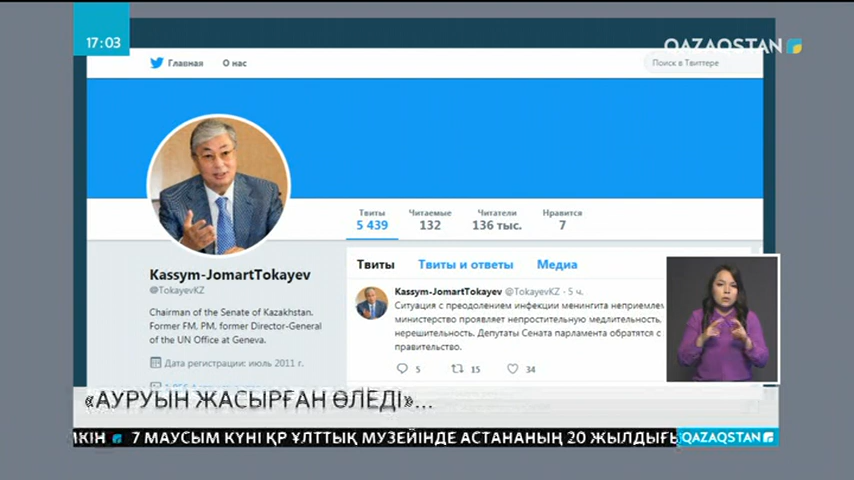 17:03
QAZAQSTAN
Главная
О нас
Поиск в Твиттере
Твиты
Читаемые
Читатели
Нравится
5 439
132
136 тыс.
7
Kassym-JomartTokayev
@TokayevKZ
Chairman of the Senate of Kazakhstan.
Former FM, PM, former Director-General
of the UN Office at Geneva.
Дата регистрации: июль 2011 г.
Твиты
Твиты и ответы
Медиа
Kassym-JomartTokayev @TokayevKZ · 5 ч.
Ситуация с преодолением инфекции менингита неприемлем
министерство проявляет непростительную медлительность,
нерешительность. Депутаты Сената парламента обратятся с
правительство.
5
15
34
«АУРУЫН ЖАСЫРҒАН ӨЛЕДІ»...
ІКІН
7 МАУСЫМ КҮНІ ҚР ҰЛТТЫҚ МУЗЕЙІНДЕ АСТАНАНЫҢ 20 ЖЫЛДЫҒЫ
QAZAQSTAN